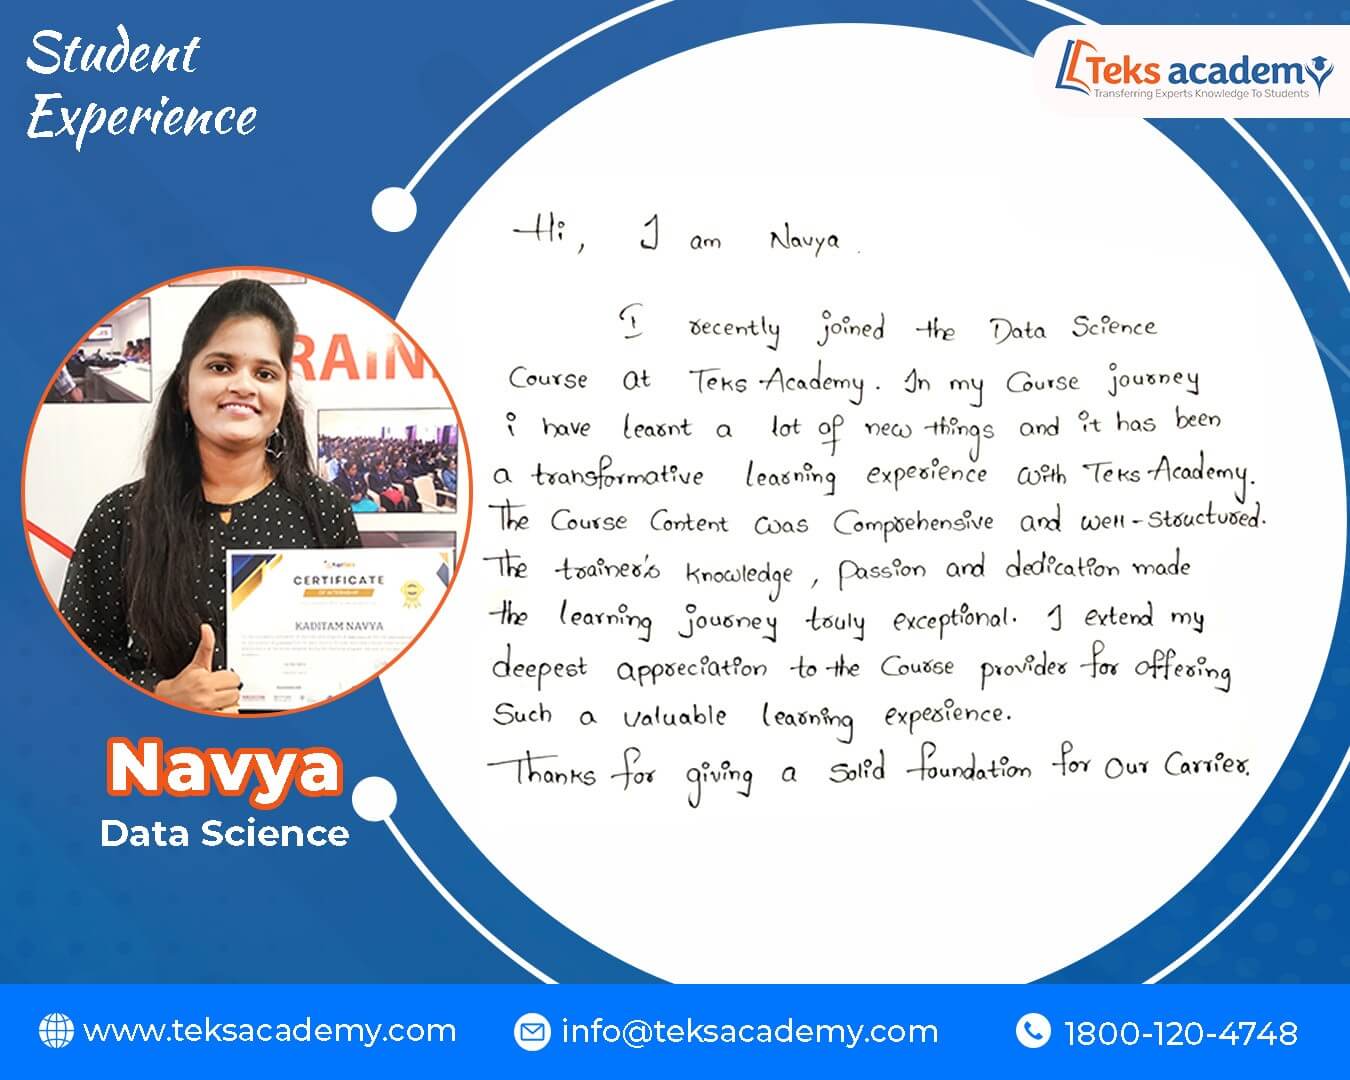 Student
Experience
Teks academy
Transferring Experts Knowledge To Students
Hi, I am Navya.
I recently joined the Data Science
Course at Teks-Academy. In my Course journey
i have learnt a lot of new things and it has been
a transformative learning experience with Teks-Academy.
The Course Content was Comprehensive and well-structured.
The trainer's knowledge, passion and dedication made
the learning journey truly exceptional. I extend my
deepest appreciation to the Course provider for offering
Such a valuable learning experience.
Thanks for giving a solid foundation for our Carrier.
RAIN
CERTIFICATE
OF INTERNSHIP
KADITAM NAVYA
Navya
Data Science
www.teksacademy.com
info@teksacademy.com
1800-120-4748